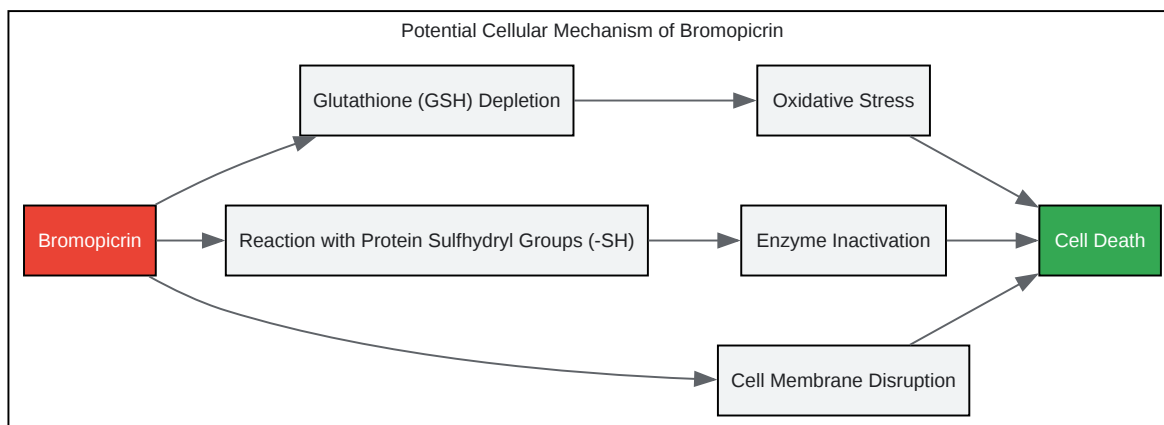 Potential Cellular Mechanism of Bromopicrin
Glutathione (GSH) Depletion
Oxidative Stress
Bromopicrin
Reaction with Protein Sulfhydryl Groups (-SH)
Enzyme Inactivation
Cell Death
Cell Membrane Disruption